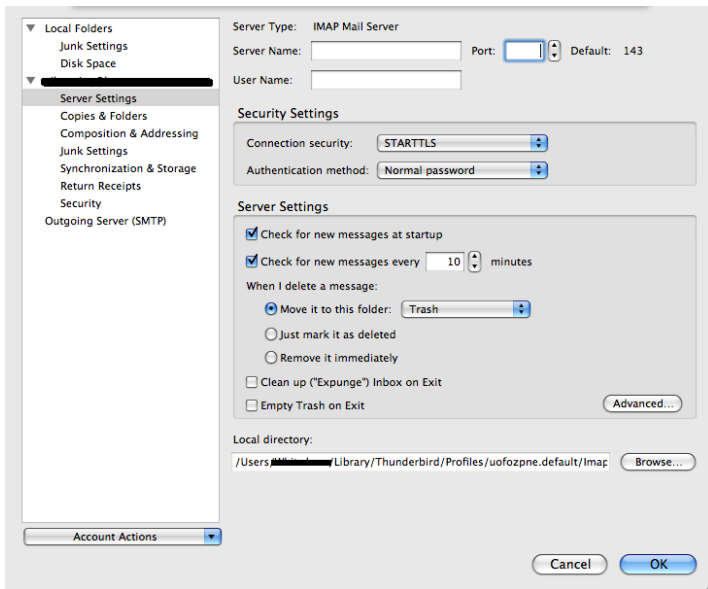 Local Folders
Junk Settings
Disk Space
Server Settings
Copies & Folders
Composition & Addressing
Junk Settings
Synchronization & Storage
Return Receipts
Security
Outgoing Server (SMTP)
Account Actions
Server Type: IMAP Mail Server
Server Name: Port: Default: 143
User Name:
Security Settings
Connection security: STARTTLS
Authentication method: Normal password
Server Settings
Check for new messages at startup
Check for new messages every 10 minutes
When I delete a message:
Move it to this folder: Trash
Just mark it as deleted
Remove it immediately
Clean up ("Expunge") Inbox on Exit
Empty Trash on Exit Advanced...
Local directory:
/Users/ /Library/Thunderbird/Profiles/uofozpne.default/Imap Browse...
Cancel OK